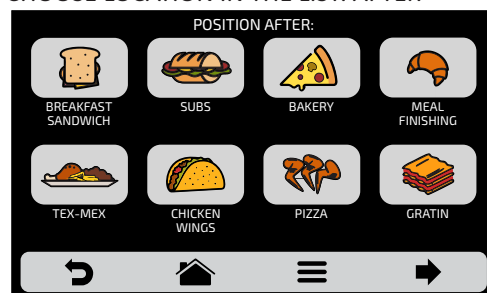 POSITION AFTER:
BREAKFAST
SANDWICH
SUBS
BAKERY
MEAL
FINISHING
TEX-MEX
CHICKEN
WINGS
PIZZA
GRATIN